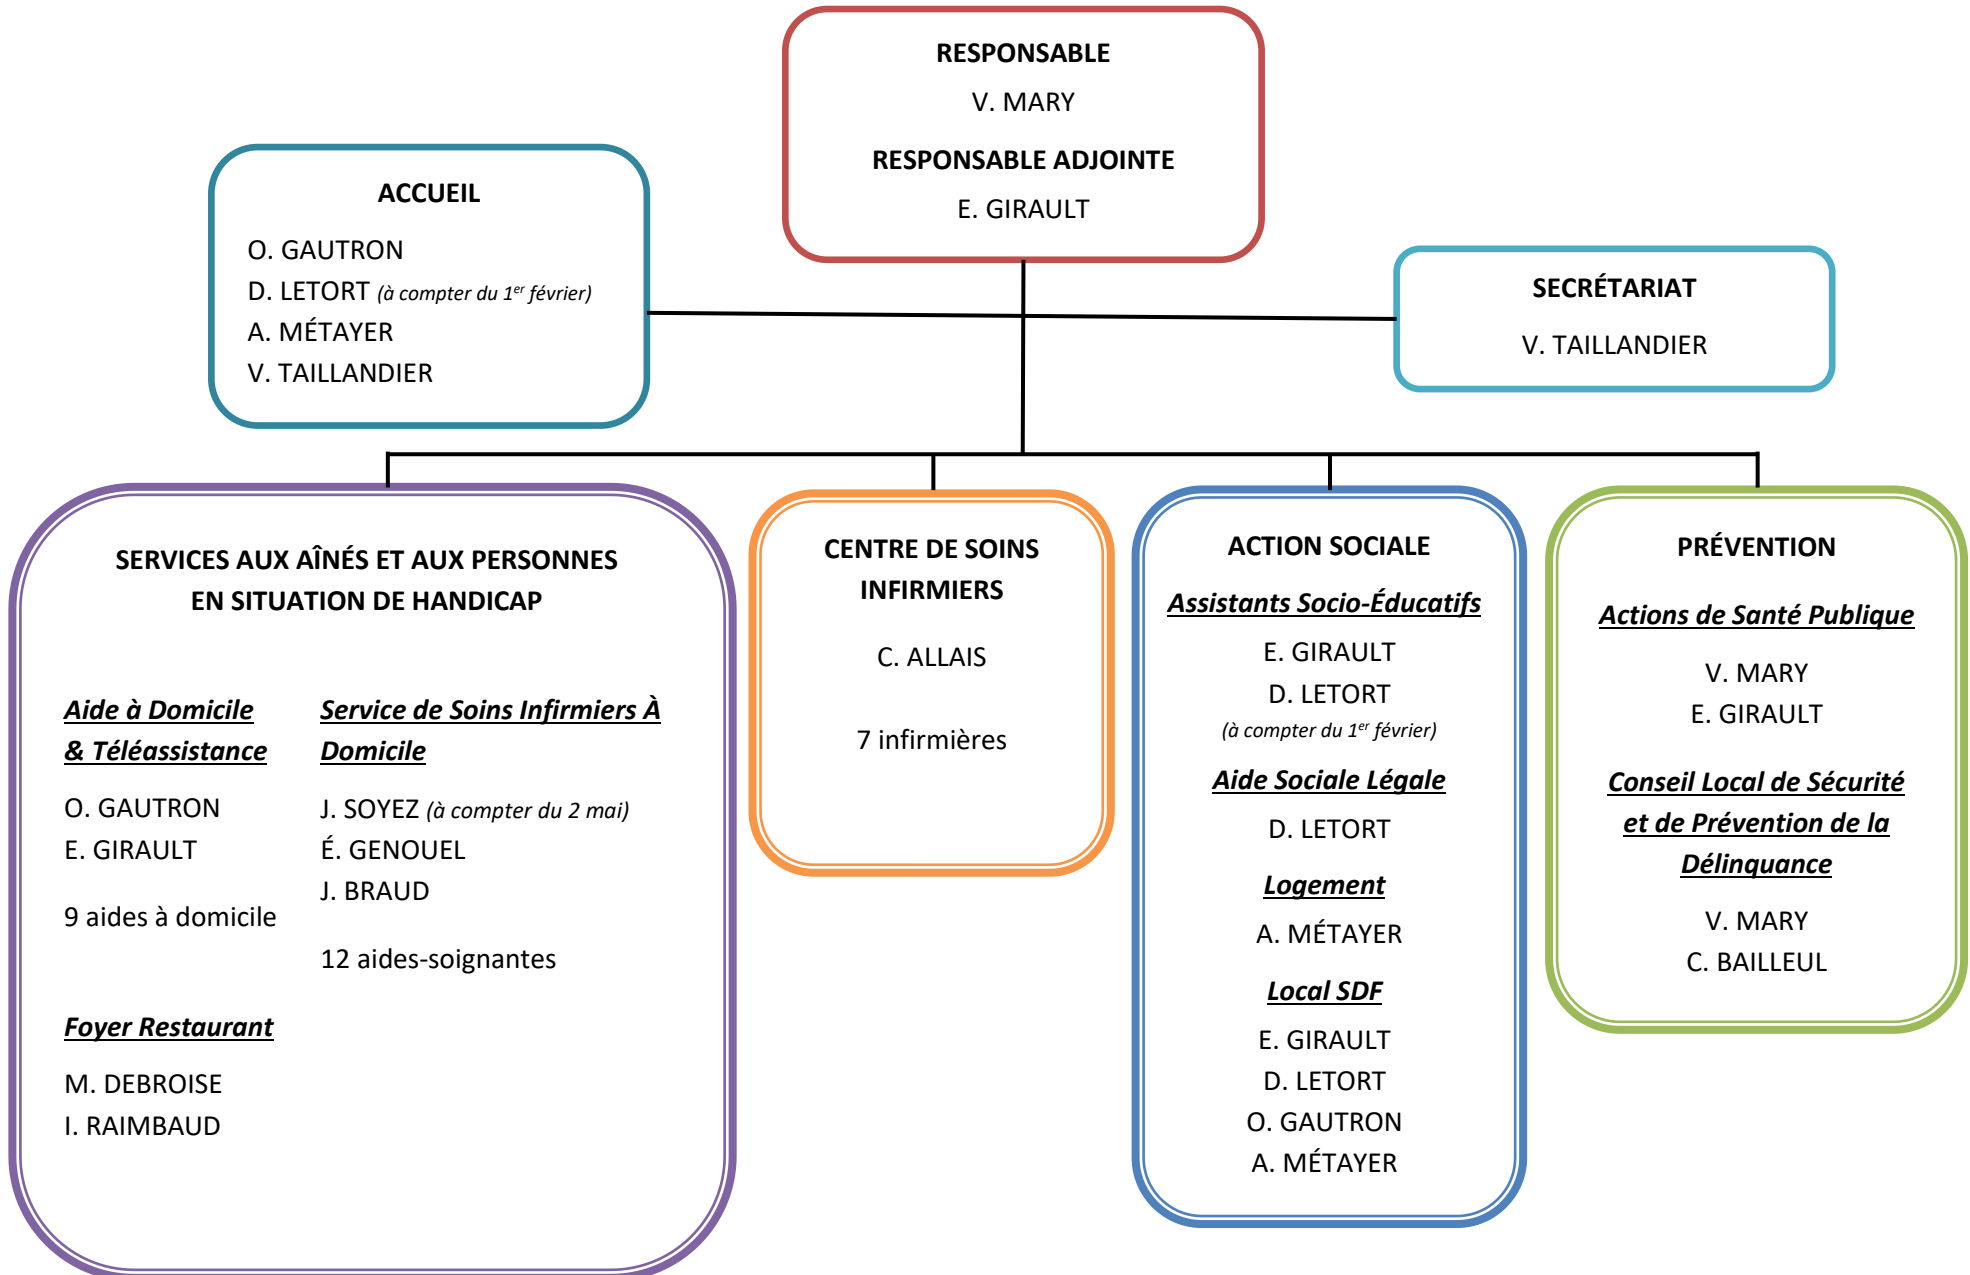 RESPONSABLE
V. MARY
RESPONSABLE ADJOINTE
E. GIRAULT
ACCUEIL
O. GAUTRON
D. LETORT (à compter du 1er février)
A. MÉTAYER
V. TAILLANDIER
SECRÉTARIAT
V. TAILLANDIER
SERVICES AUX AÎNÉS ET AUX PERSONNES
EN SITUATION DE HANDICAP
Aide à Domicile
& Téléassistance
O. GAUTRON
E. GIRAULT
9 aides à domicile
Service de Soins Infirmiers À
Domicile
J. SOYEZ (à compter du 2 mai)
É. GENOUEL
J. BRAUD
12 aides-soignantes
Foyer Restaurant
M. DEBROISE
I. RAIMBAUD
CENTRE DE SOINS
INFIRMIERS
C. ALLAIS
7 infirmières
ACTION SOCIALE
Assistants Socio-Éducatifs
E. GIRAULT
D. LETORT
(à compter du 1er février)
Aide Sociale Légale
D. LETORT
Logement
A. MÉTAYER
Local SDF
E. GIRAULT
D. LETORT
O. GAUTRON
A. MÉTAYER
PRÉVENTION
Actions de Santé Publique
V. MARY
E. GIRAULT
Conseil Local de Sécurité
et de Prévention de la
Délinquance
V. MARY
C. BAILLEUL